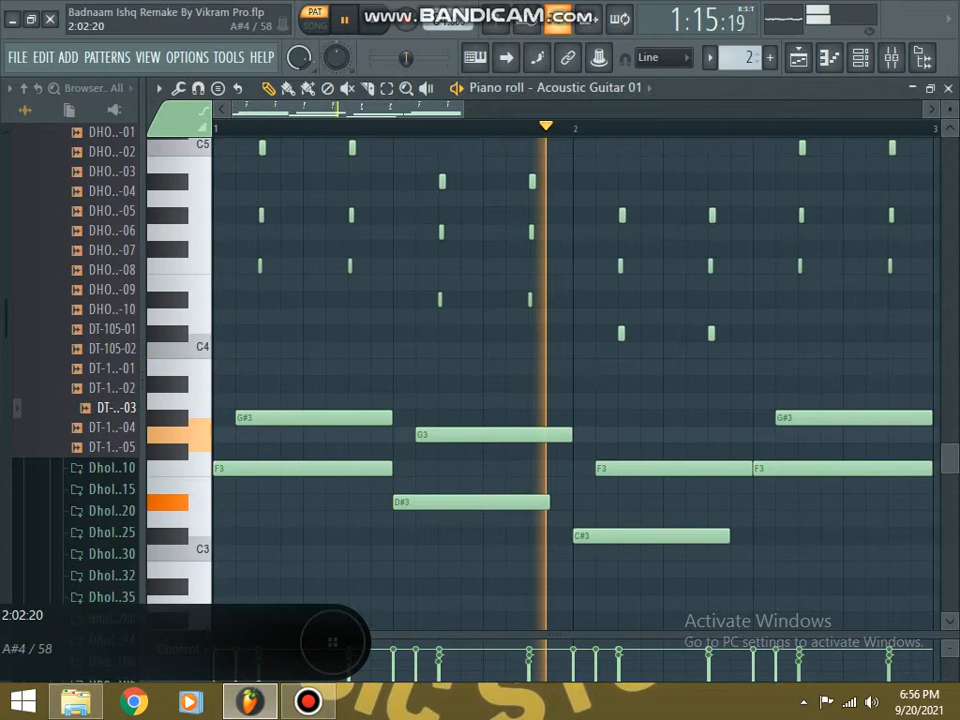 Badnaam Ishq Remake By Vikram Pro.flp
2:02:20
A#4 / 58
PAT
SONG
www.BANDICAM.com
1:15:19
B:S:T
FILE EDIT ADD PATTERNS VIEW OPTIONS TOOLS HELP
Line
2
Browser.. All
Piano roll - Acoustic Guitar 01
1
2
3
DHO..-01
DHO..-02
DHO..-03
DHO..-04
DHO..-05
DHO..-06
DHO..-07
DHO..-08
DHO..-09
DHO..-10
DT-105-01
DT-105-02
DT-1..-01
DT-1..-02
DT-..-03
DT-1..-04
DT-1..-05
Dhol..10
Dhol..15
Dhol..20
Dhol..25
Dhol..30
Dhol..32
Dhol..35
C5
C4
C3
G#3
G3
G#3
F3
F3
F3
D#3
C#3
2:02:20
A#4 / 58
Control
Activate Windows
Go to PC settings to activate Windows.
6:56 PM
9/20/2021